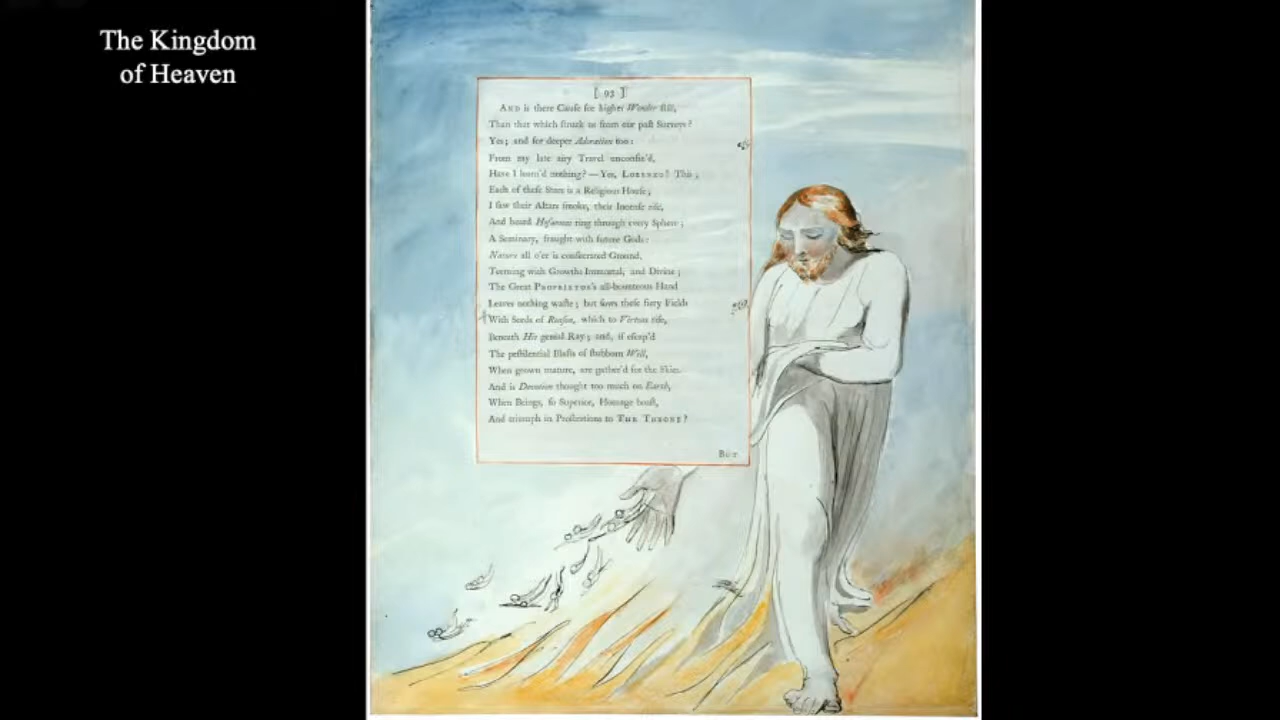 The Kingdom
of Heaven
[ 93 ]
AND is there Cause for higher Wonder ſtill,
Than that which ſtruck us from our paſt Surveys?
Yes; and for deeper Adoration too:
From my late airy Travel unconfin'd,
Have I learn'd nothing?—Yes, LORENZO! This;
Each of theſe Stars is a Religious Houſe;
I ſaw their Altars ſmoke, their Incenſe riſe,
And heard Hoſannas ring through every Sphere;
A Seminary, fraught with future Gods:
Nature all o'er is conſecrated Ground,
Teeming with Growths Immortal, and Divine;
The Great PROPRIETOR's all-bounteous Hand
Leaves nothing waſte; but ſows theſe fiery Fields
With Seeds of Reaſon, which to Virtues riſe,
Beneath His genial Ray; and, if eſcap'd
The peſtilential Blaſts of ſtubborn Will,
When grown mature, are gather'd for the Skies.
And is Devotion thought too much on Earth,
When Beings, ſo Superior, Homage boaſt,
And triumph in Proſtrations to THE THRONE?
BUT